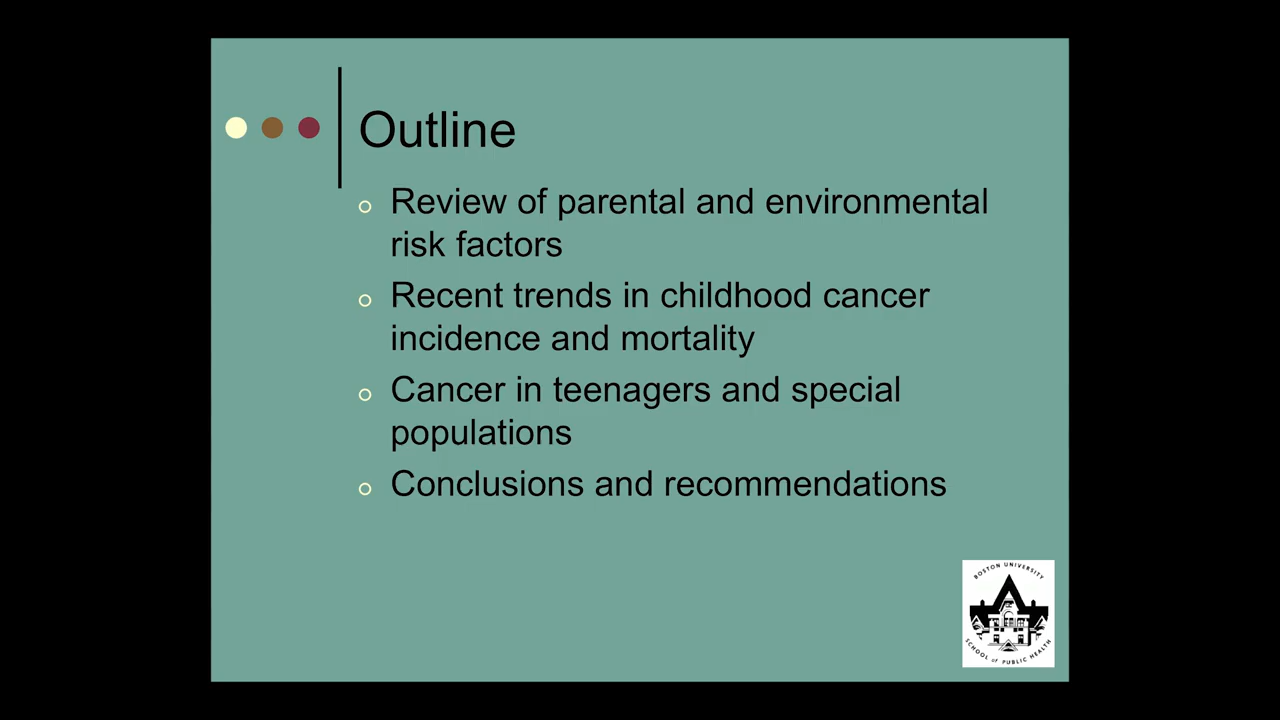 Outline
Review of parental and environmental
risk factors
Recent trends in childhood cancer
incidence and mortality
Cancer in teenagers and special
populations
Conclusions and recommendations
BOSTON UNIVERSITY
SCHOOL of PUBLIC HEALTH